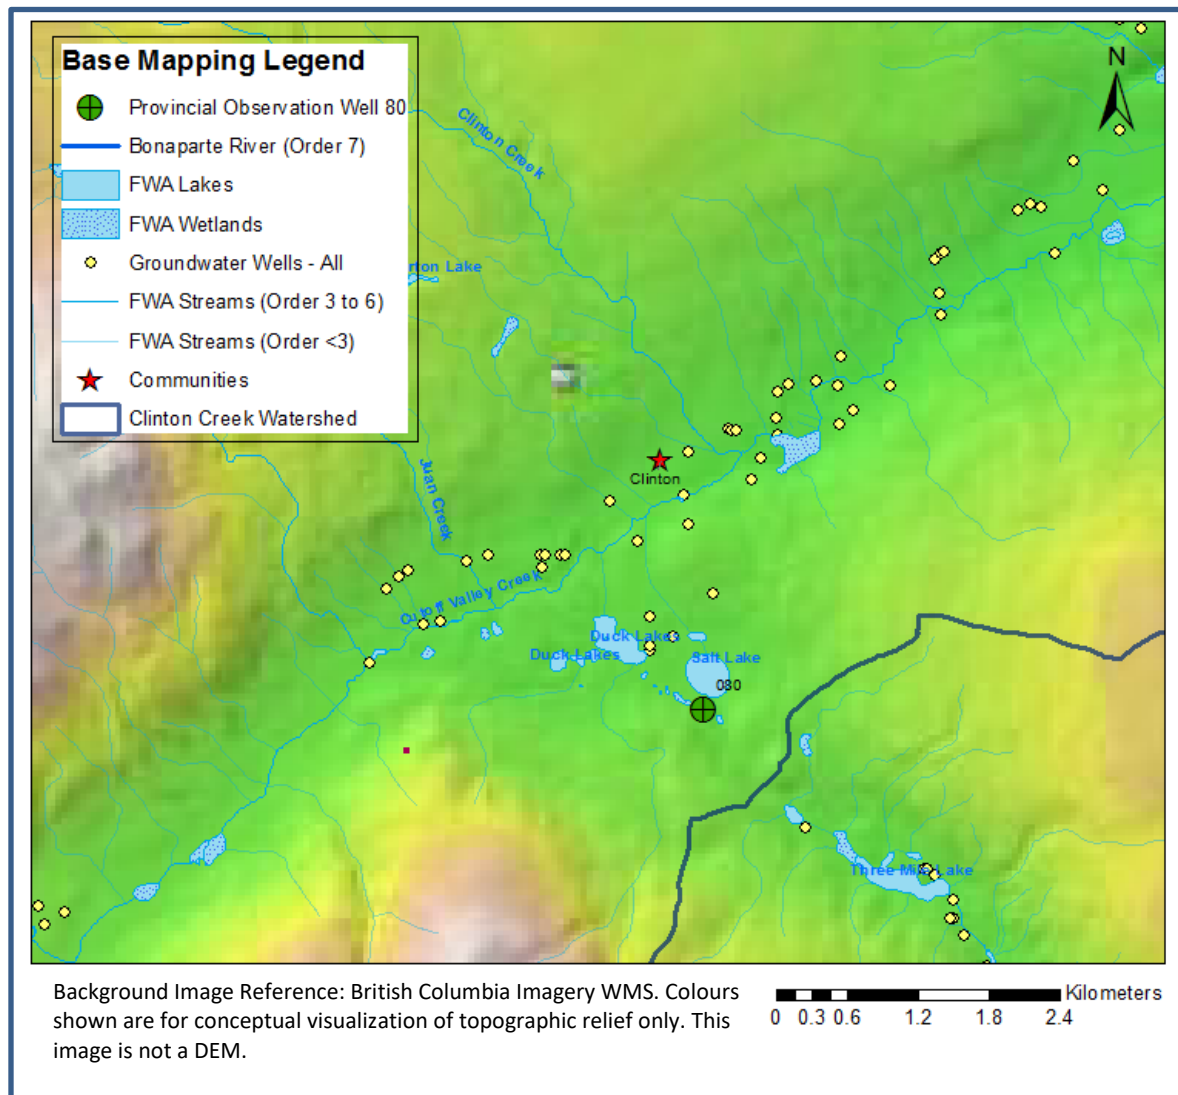 Base Mapping Legend
Provincial Observation Well 80
Bonaparte River (Order 7)
FWA Lakes
FWA Wetlands
Groundwater Wells - All
FWA Streams (Order 3 to 6)
FWA Streams (Order <3)
Communities
Clinton Creek Watershed
N
Clinton Creek
rton Lake
Clinton
Juan Creek
Cutoff Valley Creek
Duck Lakes
Duck Lakes
Salt Lake
080
Three Mile Lake
Background Image Reference: British Columbia Imagery WMS. Colours
shown are for conceptual visualization of topographic relief only. This
image is not a DEM.
Kilometers
0 0.3 0.6 1.2 1.8 2.4